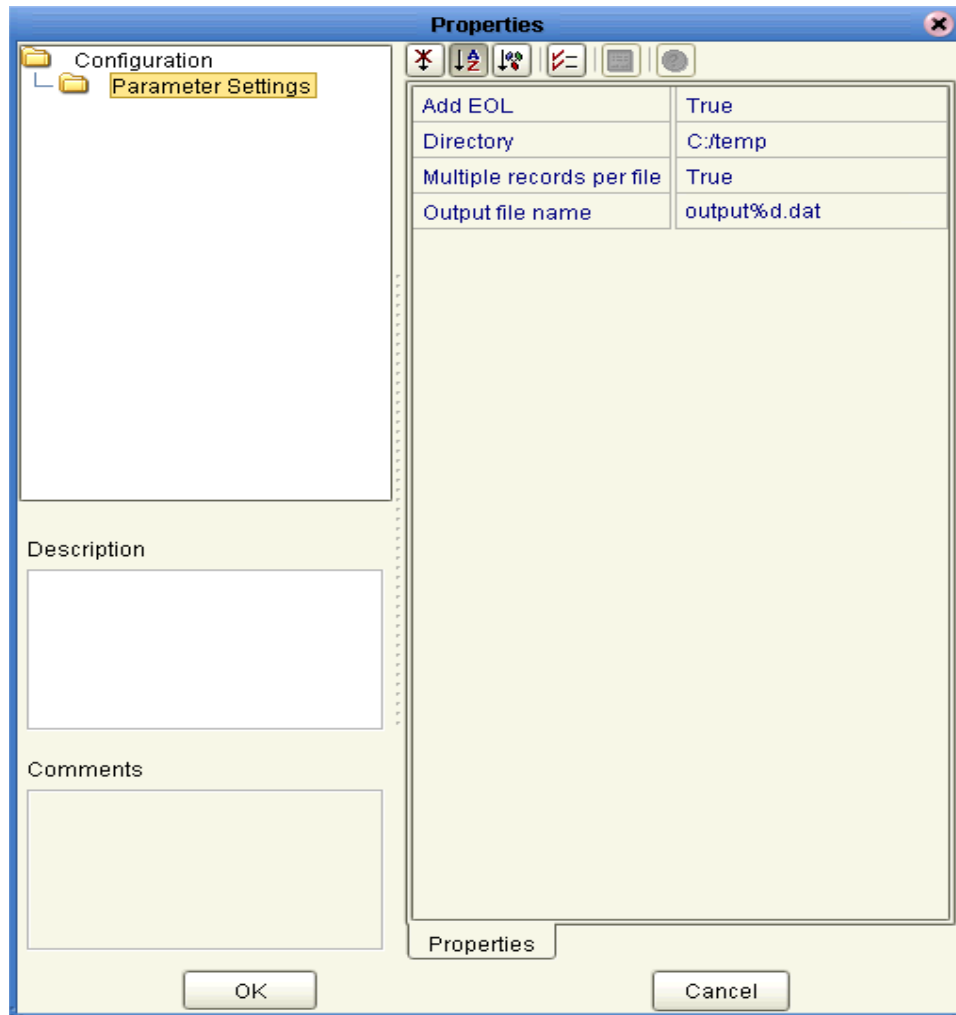 Properties
Configuration
Parameter Settings
Add EOL True
Directory C:/temp
Multiple records per file True
Output file name output%d.dat
Description
Comments
Properties
OK Cancel